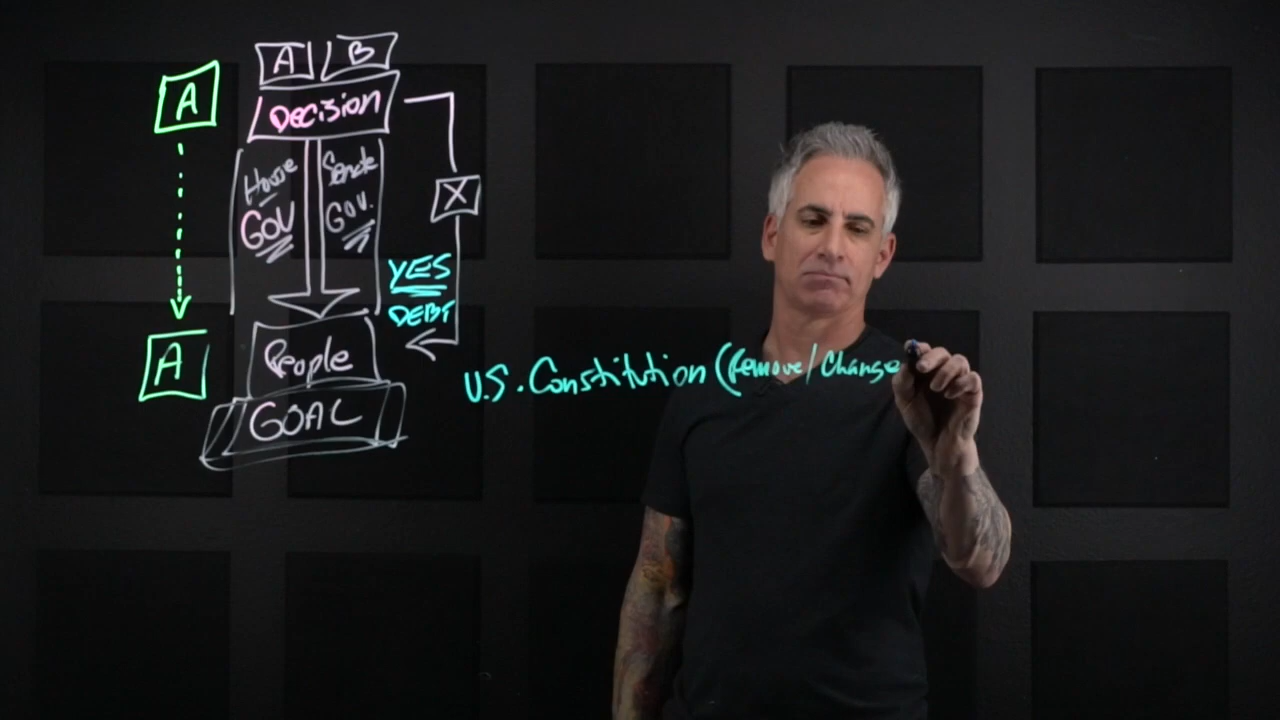 A B
A
Decision
House Senate
GOV GOV.
X
YES
DEBT
People
A
U.S. Constitution (Remove/Change
GOAL